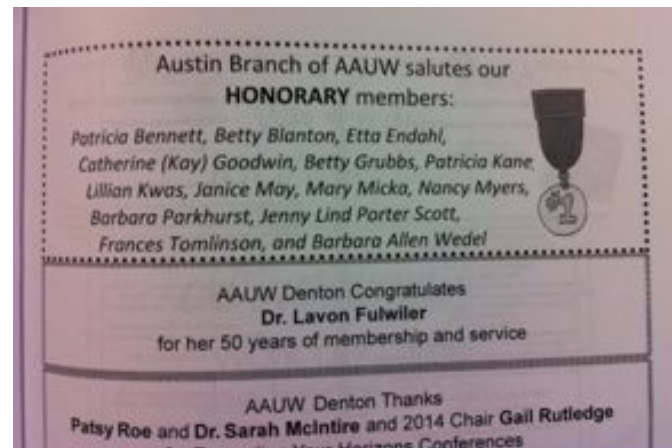 Austin Branch of AAUW salutes our
HONORARY members:
Patricia Bennett, Betty Blanton, Etta Endahl,
Catherine (Kay) Goodwin, Betty Grubbs, Patricia Kane
Lillian Kwas, Janice May, Mary Micka, Nancy Myers,
Barbara Parkhurst, Jenny Lind Porter Scott,
Frances Tomlinson, and Barbara Allen Wedel
#1
AAUW Denton Congratulates
Dr. Lavon Fulwiler
for her 50 years of membership and service
AAUW Denton Thanks
Patsy Roe and Dr. Sarah McIntire and 2014 Chair Gail Rutledge
Your Horizons Conferences